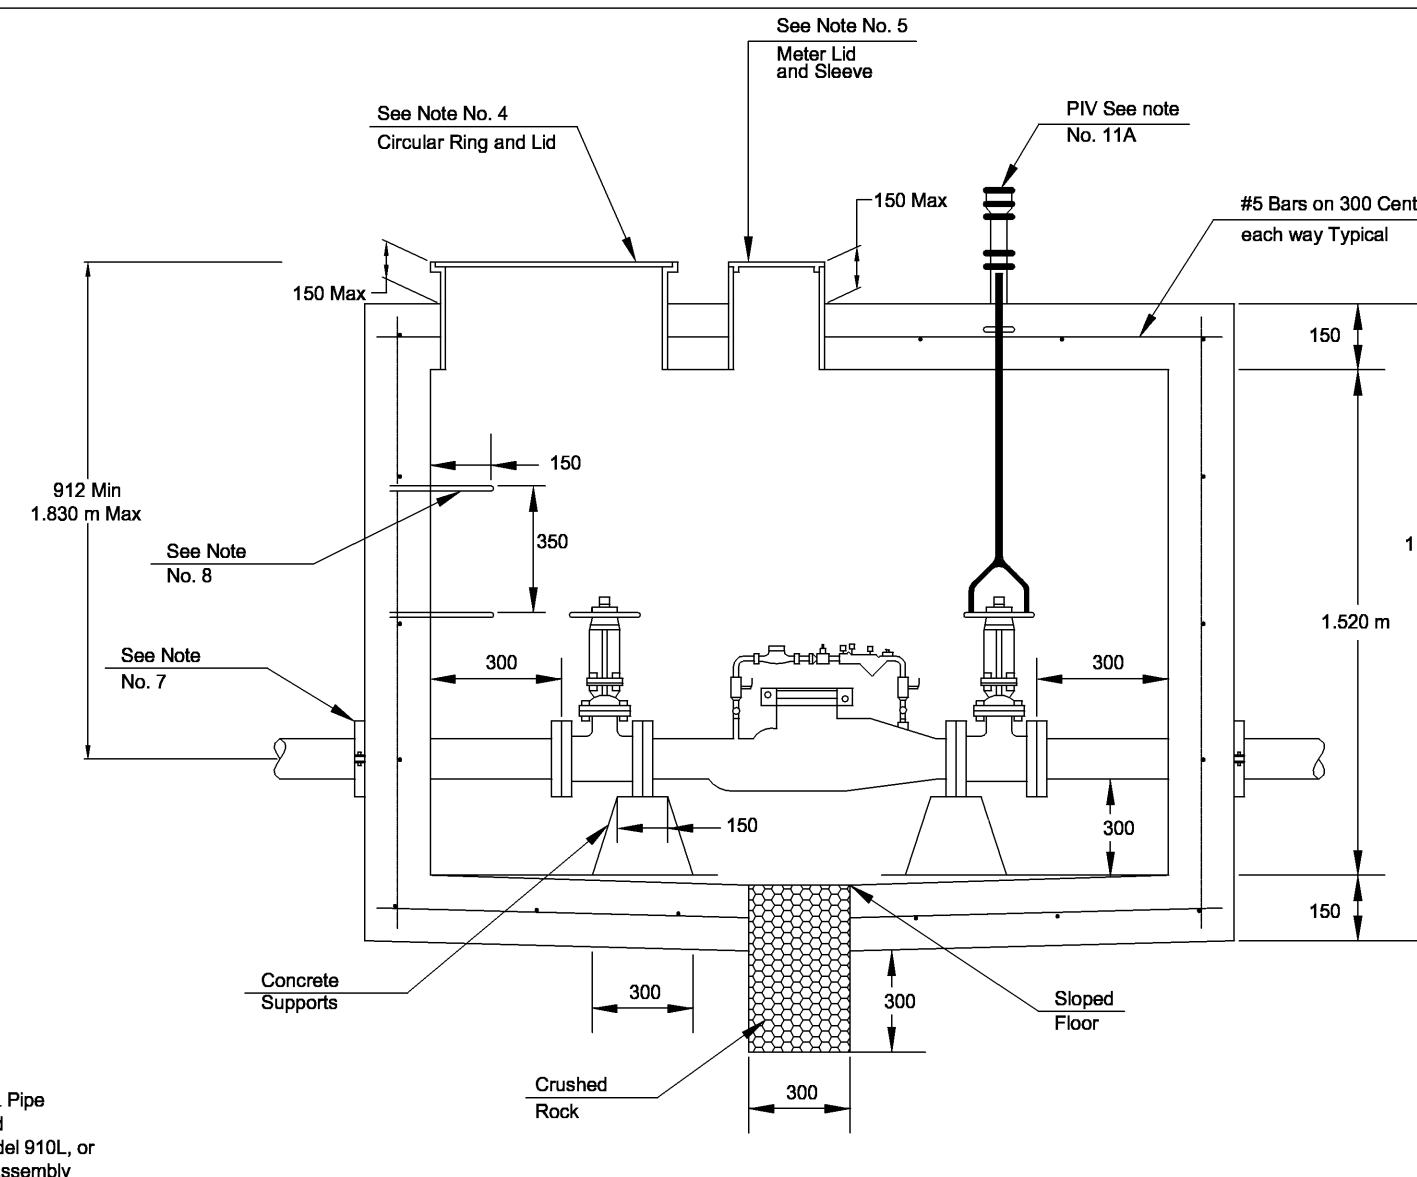 See Note No. 5
Meter Lid
and Sleeve
See Note No. 4
Circular Ring and Lid
PIV See note
No. 11A
150 Max
#5 Bars on 300 Cent
each way Typical
150 Max
150
150
912 Min
1.830 m Max
350
1
See Note
No. 8
1.520 m
See Note
No. 7
300
300
150
300
150
Concrete
Supports
300
300
Sloped
Floor
Crushed
Rock
300
Pipe
del 910L, or
ssembly